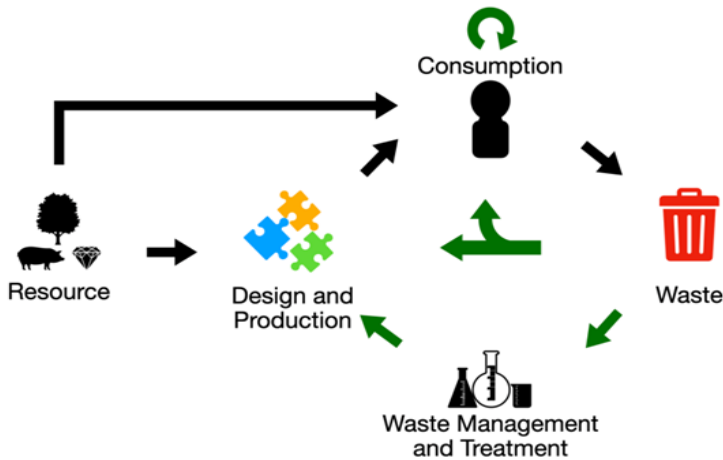 Consumption
Resource
Design and
Production
Waste
Waste Management
and Treatment